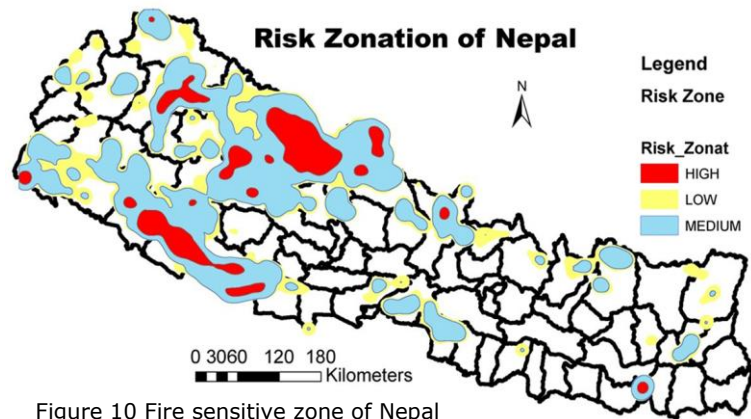 Risk Zonation of Nepal
N
Legend
Risk Zone
Risk_Zonat
HIGH
LOW
MEDIUM
0 3060 120 180
Kilometers
Figure 10 Fire sensitive zone of Nepal